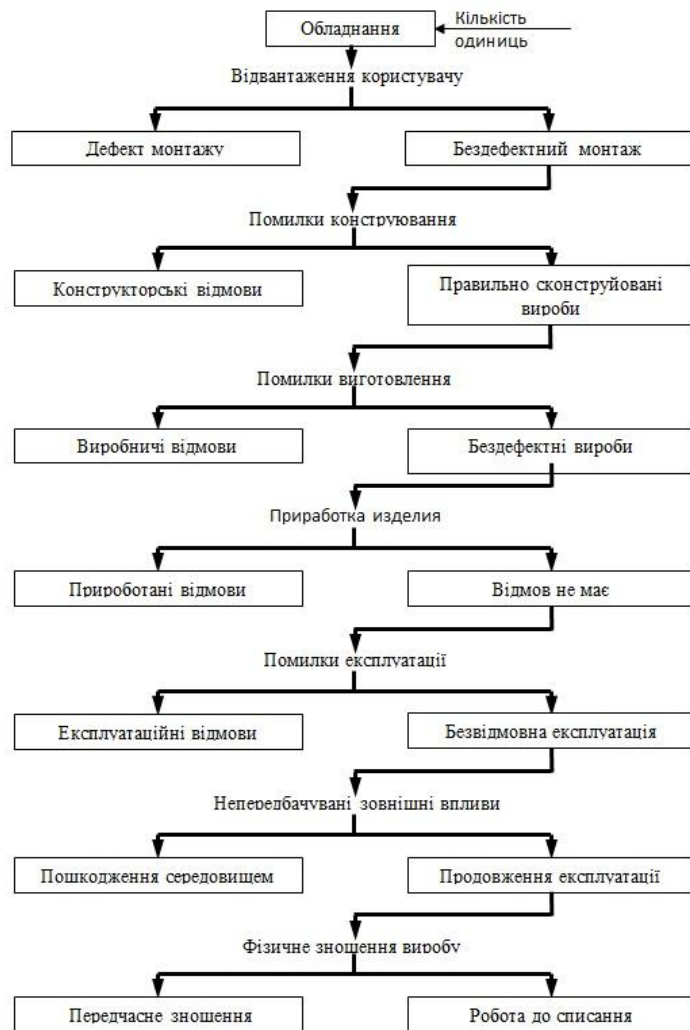 Обладнання
Кількість
одиниць
Відвантаження користувачу
Дефект монтажу
Бездефектний монтаж
Помилки конструювання
Конструкторські відмови
Правильно сконструйовані
вироби
Помилки виготовлення
Виробничі відмови
Бездефектні вироби
Приработка изделия
Прироботані відмови
Відмов не має
Помилки експлуатації
Експлуатаційні відмови
Безвідмовна експлуатація
Непередбачувані зовнішні впливи
Пошкодження середовищем
Продовження експлуатації
Фізичне зношення виробу
Передчасне зношення
Робота до списання